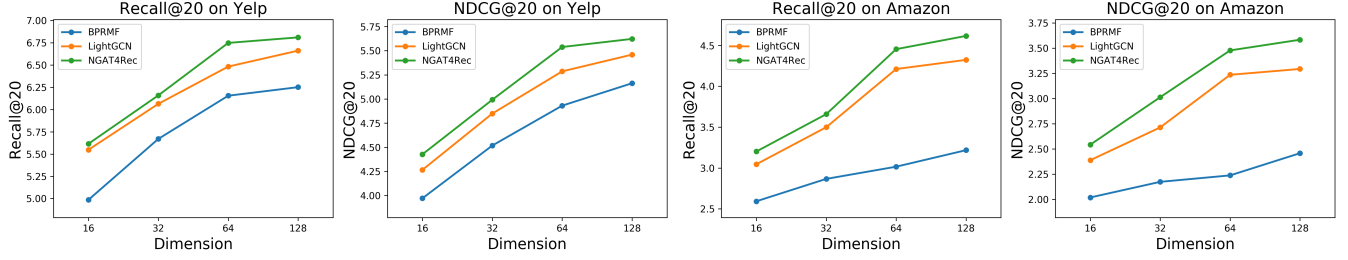 Recall@20 on Yelp
7.00
6.75
6.50
6.25
6.00
5.75
5.50
5.25
5.00
Recall@20
BPRMF
LightGCN
NGAT4Rec
16 32 64 128
Dimension
NDCG@20 on Yelp
5.75
5.50
5.25
5.00
4.75
4.50
4.25
4.00
NDCG@20
BPRMF
LightGCN
NGAT4Rec
16 32 64 128
Dimension
Recall@20 on Amazon
4.5
4.0
3.5
3.0
2.5
Recall@20
BPRMF
LightGCN
NGAT4Rec
16 32 64 128
Dimension
NDCG@20 on Amazon
3.75
3.50
3.25
3.00
2.75
2.50
2.25
2.00
NDCG@20
BPRMF
LightGCN
NGAT4Rec
16 32 64 128
Dimension